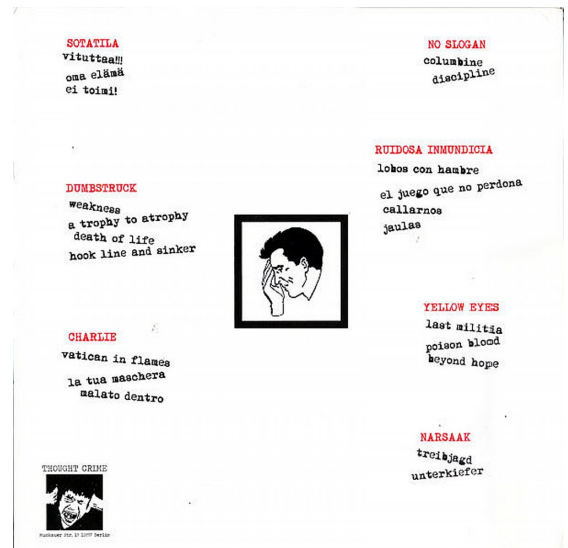 SOTATILA
vituttaa!!!
oma elämä
ei toimi!
DUMBSTRUCK
weakness
a trophy to atrophy
death of life
hook line and sinker
CHARLIE
vatican in flames
la tua maschera
malato dentro
THOUGHT CRIME
Berlin
NO SLOGAN
columbine
discipline
RUIDOSA INMUNDICIA
lobos con hambre
el juego que no perdona
callarnos
jaulas
YELLOW EYES
last militia
poison blood
beyond hope
NARSAAK
treibjagd
unterkiefer